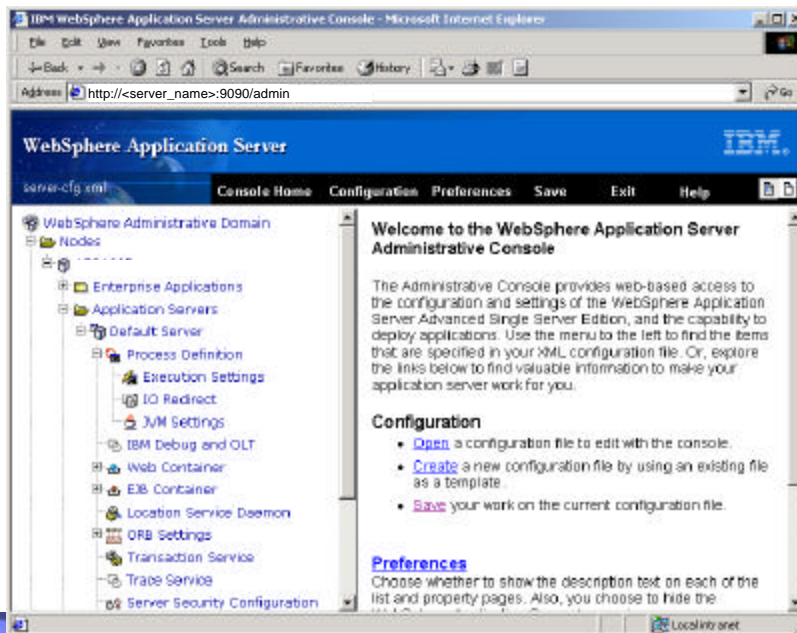 IBM WebSphere Application Server Administrative Console - Microsoft Internet Explorer
File Edit View Favorites Tools Help
Back Search Favorites History
Address http://<server_name>:9090/admin Go
WebSphere Application Server IBM
server-cfg.xml Console Home Configuration Preferences Save Exit Help
WebSphere Administrative Domain
Nodes
Enterprise Applications
Application Servers
Default Server
Process Definition
Execution Settings
IO Redirect
JVM Settings
IBM Debug and OLT
Web Container
EJB Container
Location Service Daemon
ORB Settings
Transaction Service
Trace Service
Server Security Configuration
Welcome to the WebSphere Application Server
Administrative Console
The Administrative Console provides web-based access to
the configuration and settings of the WebSphere Application
Server Advanced Single Server Edition, and the capability to
deploy applications. Use the menu to the left to find the items
that are specified in your XML configuration file. Or, explore
the links below to find valuable information to make your
application server work for you.
Configuration
Open a configuration file to edit with the console.
Create a new configuration file by using an existing file
as a template.
Save your work on the current configuration file.
Preferences
Choose whether to show the description text on each of the
list and property pages. Also, you choose to hide the
Local intranet